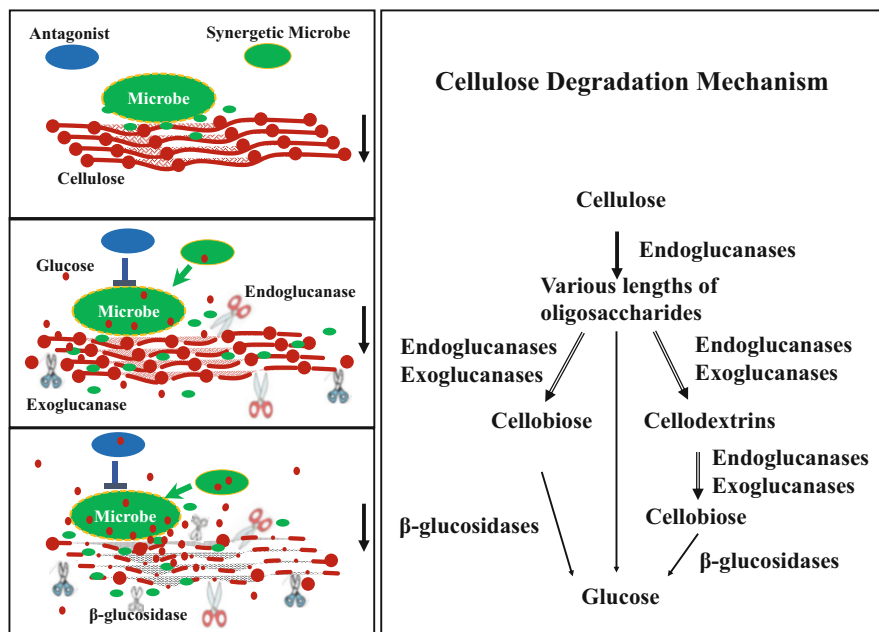 Antagonist
Synergetic Microbe
Microbe
Cellulose
Glucose
Endoglucanase
Microbe
Exoglucanase
Microbe
β-glucosidase
Cellulose Degradation Mechanism
Cellulose
Endoglucanases
Various lengths of
oligosaccharides
Endoglucanases
Exoglucanases
Endoglucanases
Exoglucanases
Cellobiose
Cellodextrins
Endoglucanases
Exoglucanases
Cellobiose
β-glucosidases
β-glucosidases
Glucose